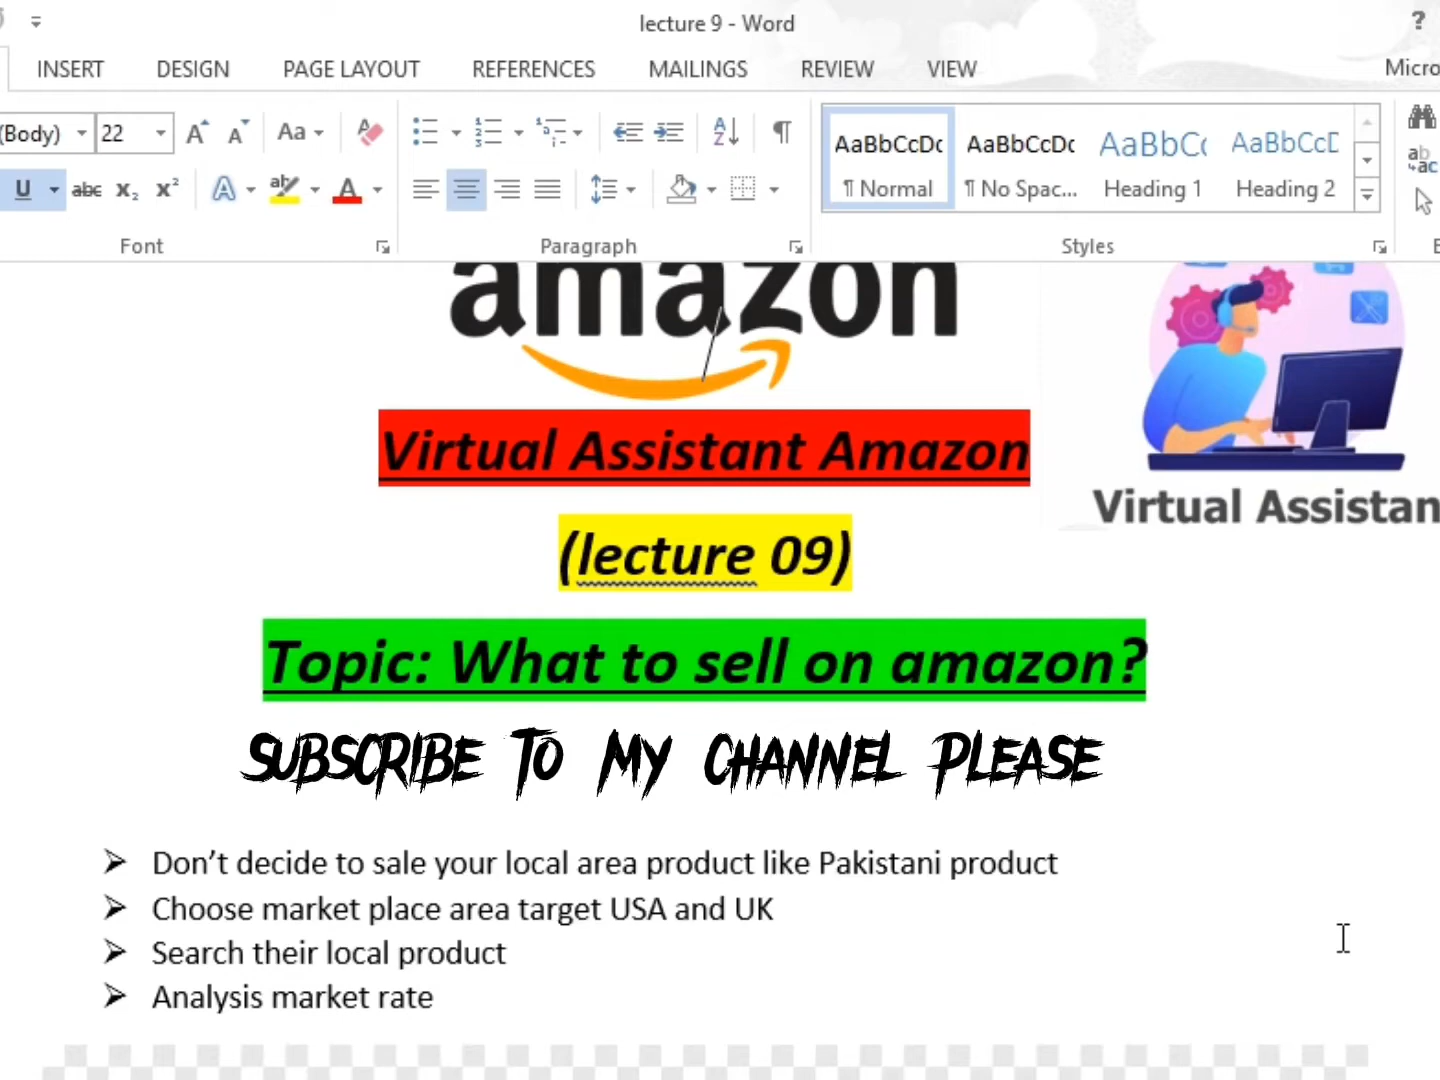 lecture 9 - Word
?
INSERT DESIGN PAGE LAYOUT REFERENCES MAILINGS REVIEW VIEW
Micro
(Body) 22 Aa
AaBbCcDc AaBbCcDc AaBbC AaBbCcD
¶ Normal ¶ No Spac... Heading 1 Heading 2
Font Paragraph Styles
amazon
Virtual Assistant Amazon
Virtual Assistan
(lecture 09)
Topic: What to sell on amazon?
SUBSCRIBE TO MY CHANNEL PLEASE
➢ Don’t decide to sale your local area product like Pakistani product
➢ Choose market place area target USA and UK
➢ Search their local product
➢ Analysis market rate